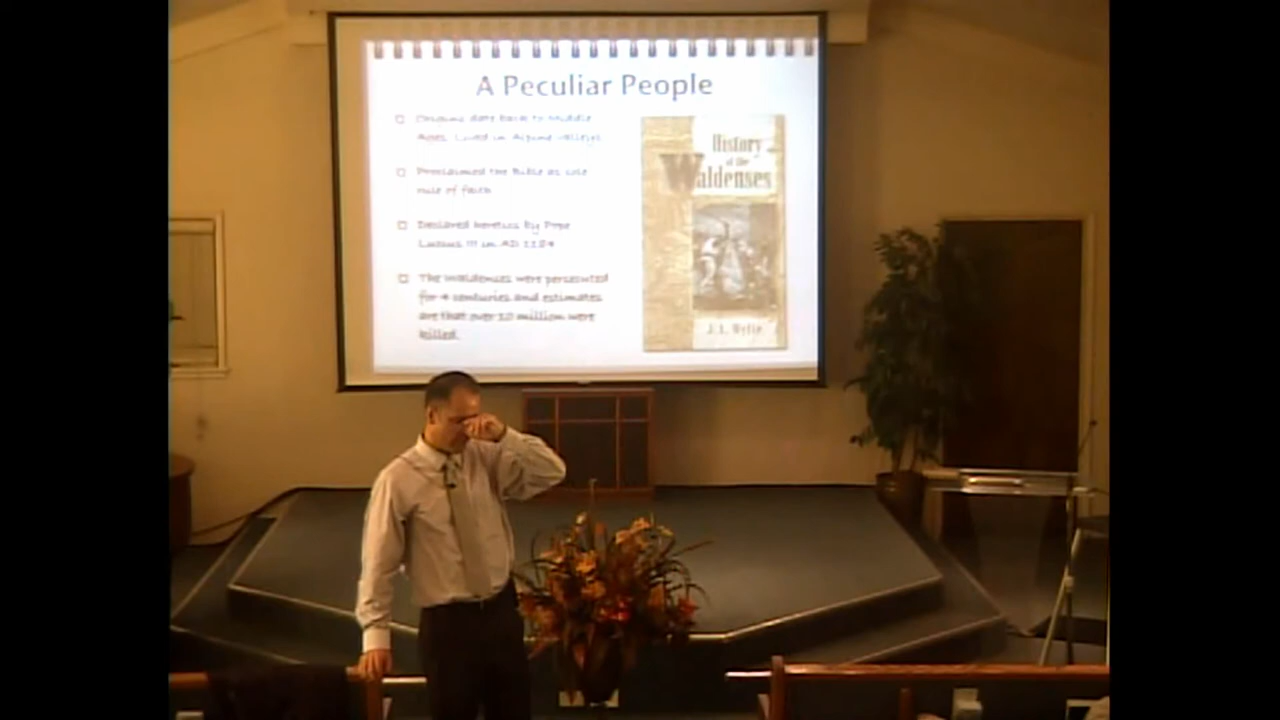 A Peculiar People
Origins date back to Middle
Ages. Lived in Alpine valleys.
Proclaimed the Bible as sole
rule of faith
Declared heretics by Pope
Lucius III in AD 1184
The Waldenses were persecuted
for 4 centuries and estimates
are that over 10 million were
killed.
History
of the
Waldenses
J.A. Wylie